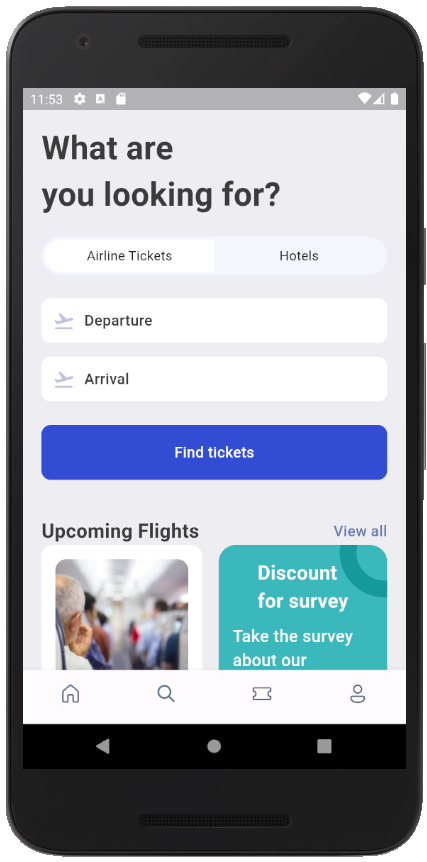 11:53
What are
you looking for?
Airline Tickets
Hotels
Departure
Arrival
Find tickets
Upcoming Flights
View all
Discount
for survey
Take the survey
about our